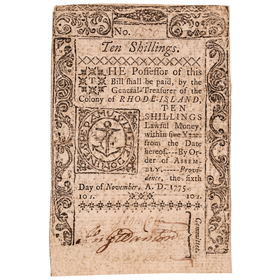 No.
Ten Shillings.
THE Possessor of this
Bill shall be paid, by the
General-Treasurer of the
Colony of RHODE-ISLAND,
TEN
SHILLINGS
Lawful Money,
within five Years
from the Date
hereof.---By Or-
der of ASSEM-
BLY.-----Provi-
dence, the sixth
Day of November, A. D. 1775.
10s. 10s.
Committee.